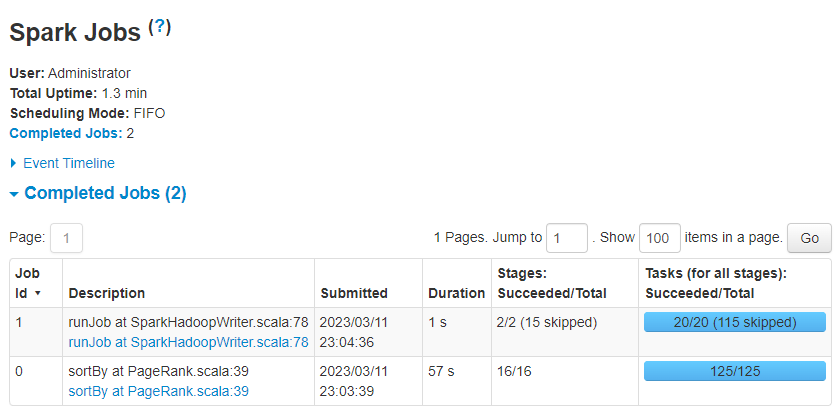 Spark Jobs (?)
User: Administrator
Total Uptime: 1.3 min
Scheduling Mode: FIFO
Completed Jobs: 2
Event Timeline
Completed Jobs (2)
Page: 1 1 Pages. Jump to 1 . Show 100 items in a page. Go
Job Id Description Submitted Duration Stages: Succeeded/Total Tasks (for all stages): Succeeded/Total
1 runJob at SparkHadoopWriter.scala:78 2023/03/11 1 s 2/2 (15 skipped) 20/20 (115 skipped)
runJob at SparkHadoopWriter.scala:78 23:04:36
0 sortBy at PageRank.scala:39 2023/03/11 57 s 16/16 125/125
sortBy at PageRank.scala:39 23:03:39